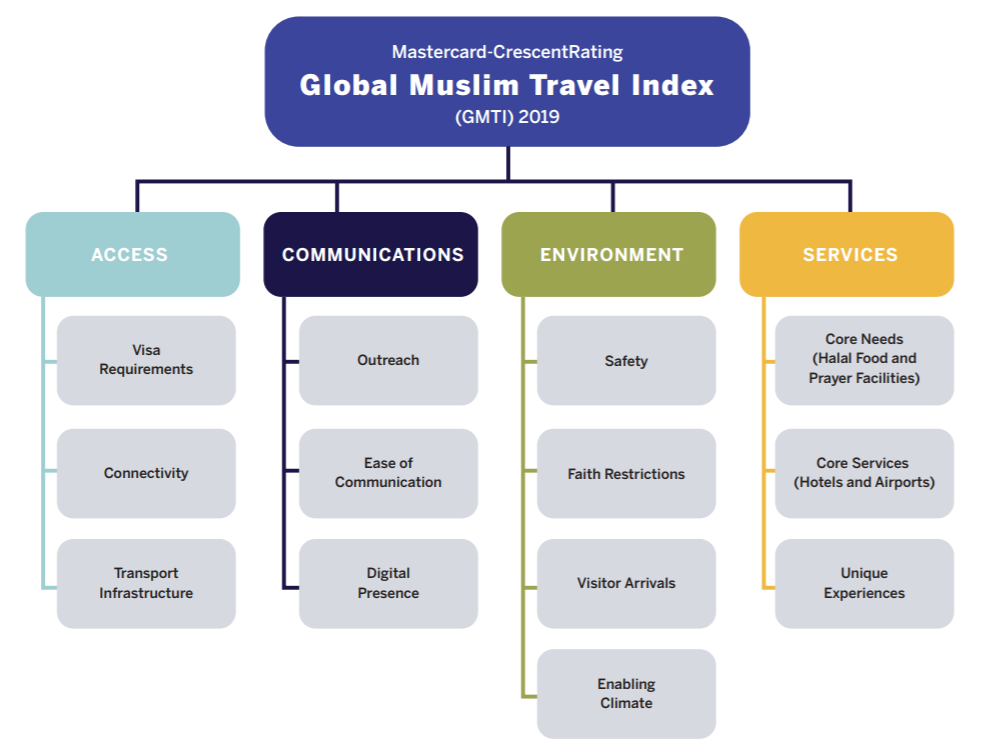 Mastercard-CrescentRating
Global Muslim Travel Index
(GMTI) 2019
ACCESS
Visa
Requirements
Connectivity
Transport
Infrastructure
COMMUNICATIONS
Outreach
Ease of
Communication
Digital
Presence
ENVIRONMENT
Safety
Faith Restrictions
Visitor Arrivals
Enabling
Climate
SERVICES
Core Needs
(Halal Food and
Prayer Facilities)
Core Services
(Hotels and Airports)
Unique
Experiences